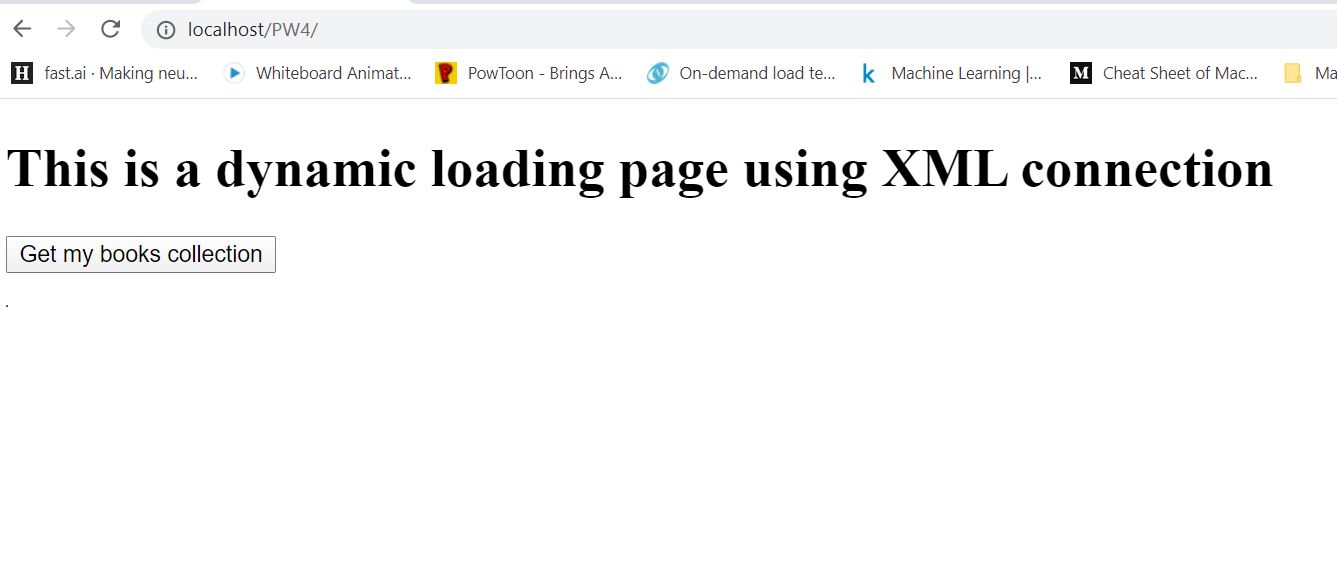 localhost/PW4/
H fast.ai · Making neu... Whiteboard Animat... P PowToon - Brings A... On-demand load te... k Machine Learning |... M Cheat Sheet of Mac... Ma
This is a dynamic loading page using XML connection
Get my books collection
.